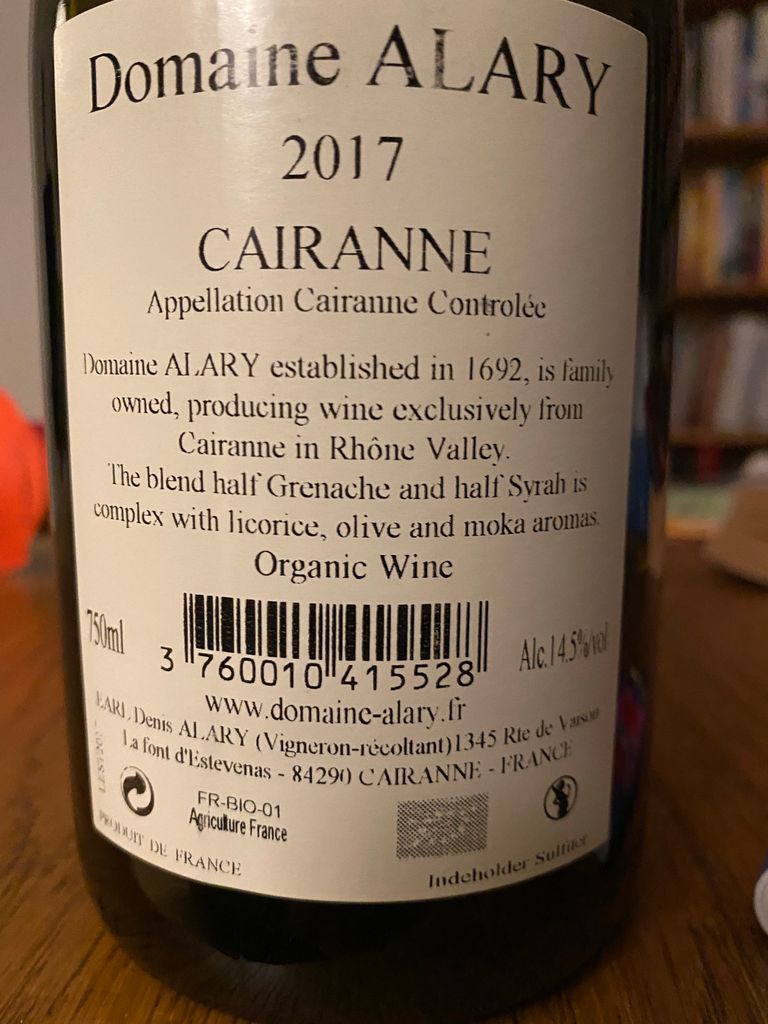 Domaine ALARY
2017
CAIRANNE
Appellation Cairanne Controlée
Domaine ALARY established in 1692, is family
owned, producing wine exclusively from
Cairanne in Rhône Valley.
The blend half Grenache and half Syrah is
complex with licorice, olive and moka aromas.
Organic Wine
750ml
Alc.14.5%/vol
3 760010 415528
www.domaine-alary.fr
EARL Denis ALARY (Vigneron-récoltant)1345 Rte de Vaison
La font d'Estevenas - 84290 CAIRANNE - FRANCE
FR-BIO-01
Agriculture France
PRODUIT DE FRANCE
Indeholder Sulfitter